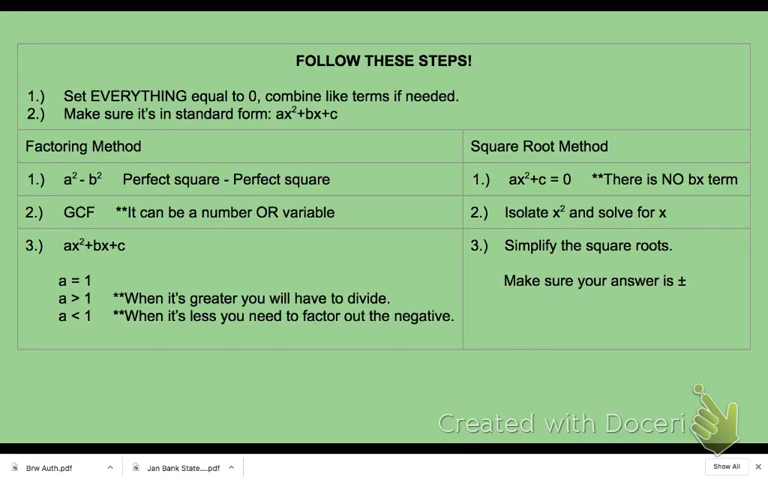 FOLLOW THESE STEPS!
1.) Set EVERYTHING equal to 0, combine like terms if needed.
2.) Make sure it's in standard form: ax²+bx+c
Factoring Method
Square Root Method
1.) a² - b² Perfect square - Perfect square
1.) ax²+c = 0 **There is NO bx term
2.) GCF **It can be a number OR variable
2.) Isolate x² and solve for x
3.) ax²+bx+c
a = 1
a > 1 **When it's greater you will have to divide.
a < 1 **When it's less you need to factor out the negative.
3.) Simplify the square roots.
Make sure your answer is ±
Created with Doceri
Brw Auth.pdf
Jan Bank State....pdf
Show All